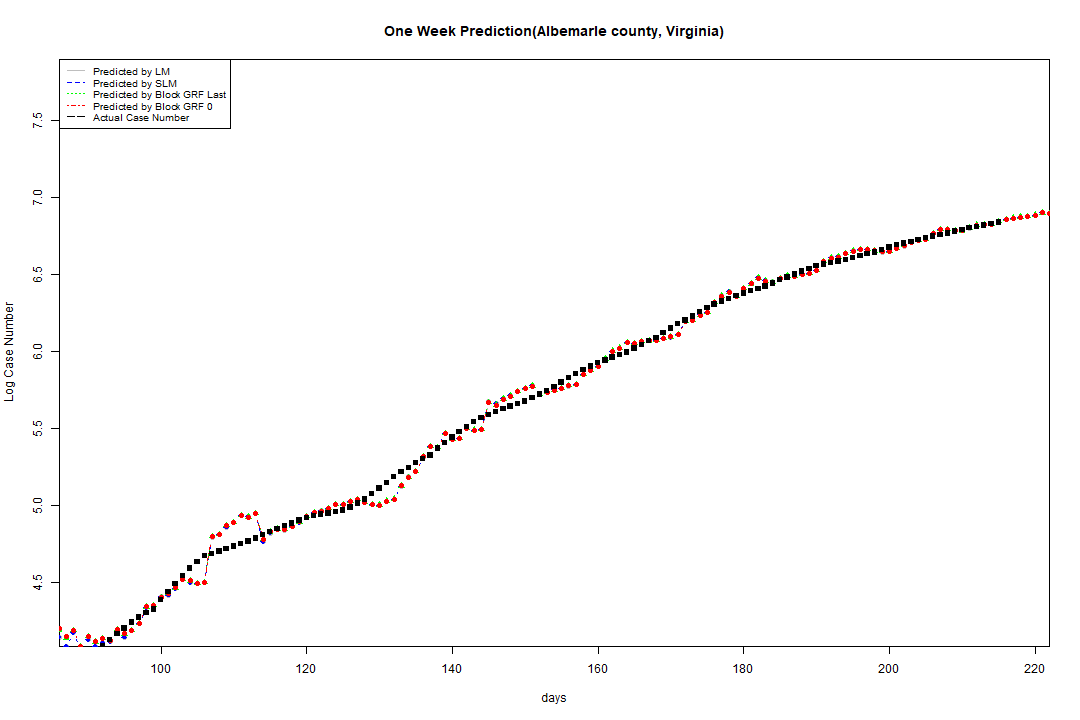 One Week Prediction(Albemarle county, Virginia)
Predicted by LM
Predicted by SLM
Predicted by Block GRF Last
Predicted by Block GRF 0
Actual Case Number
Log Case Number
7.5
7.0
6.5
6.0
5.5
5.0
4.5
100 120 140 160 180 200 220
days